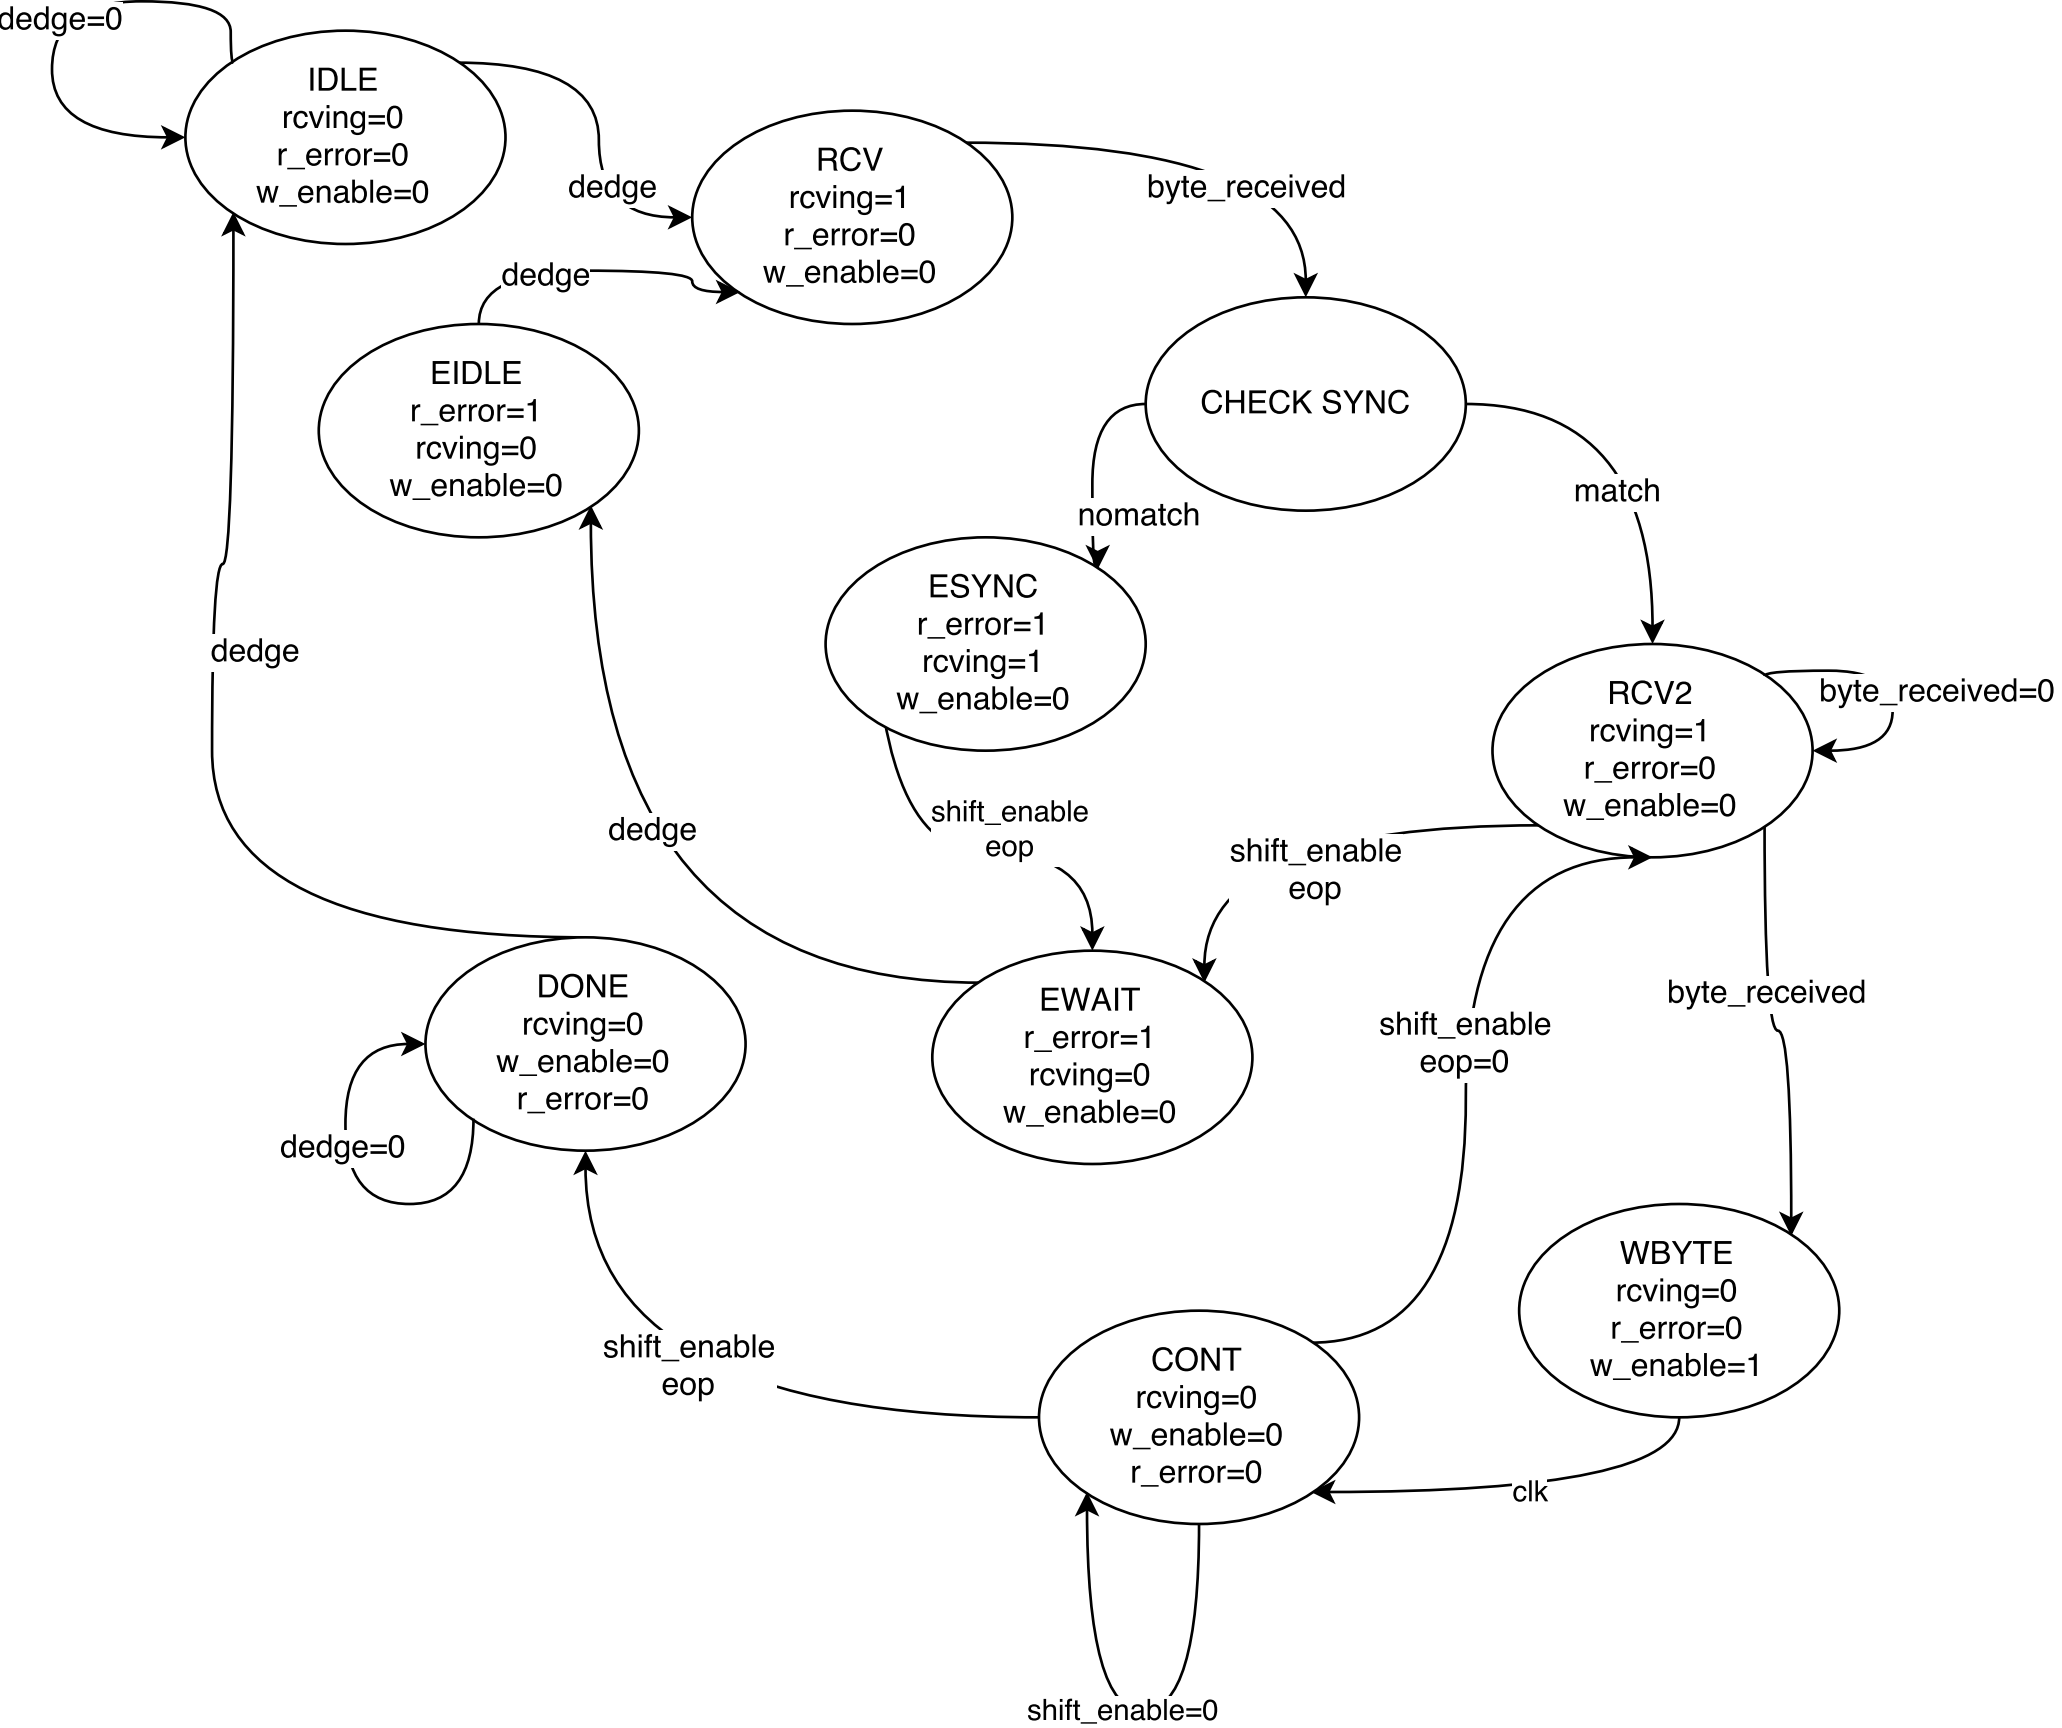 dedge=0
IDLE
rcving=0
r_error=0
w_enable=0
dedge
RCV
rcving=1
r_error=0
w_enable=0
byte_received
dedge
EIDLE
r_error=1
rcving=0
w_enable=0
CHECK SYNC
nomatch
match
ESYNC
r_error=1
rcving=1
w_enable=0
dedge
RCV2
rcving=1
r_error=0
w_enable=0
byte_received=0
dedge
shift_enable
eop
shift_enable
eop
DONE
rcving=0
w_enable=0
r_error=0
dedge=0
EWAIT
r_error=1
rcving=0
w_enable=0
shift_enable
eop=0
byte_received
WBYTE
rcving=0
r_error=0
w_enable=1
shift_enable
eop
CONT
rcving=0
w_enable=0
r_error=0
clk
shift_enable=0